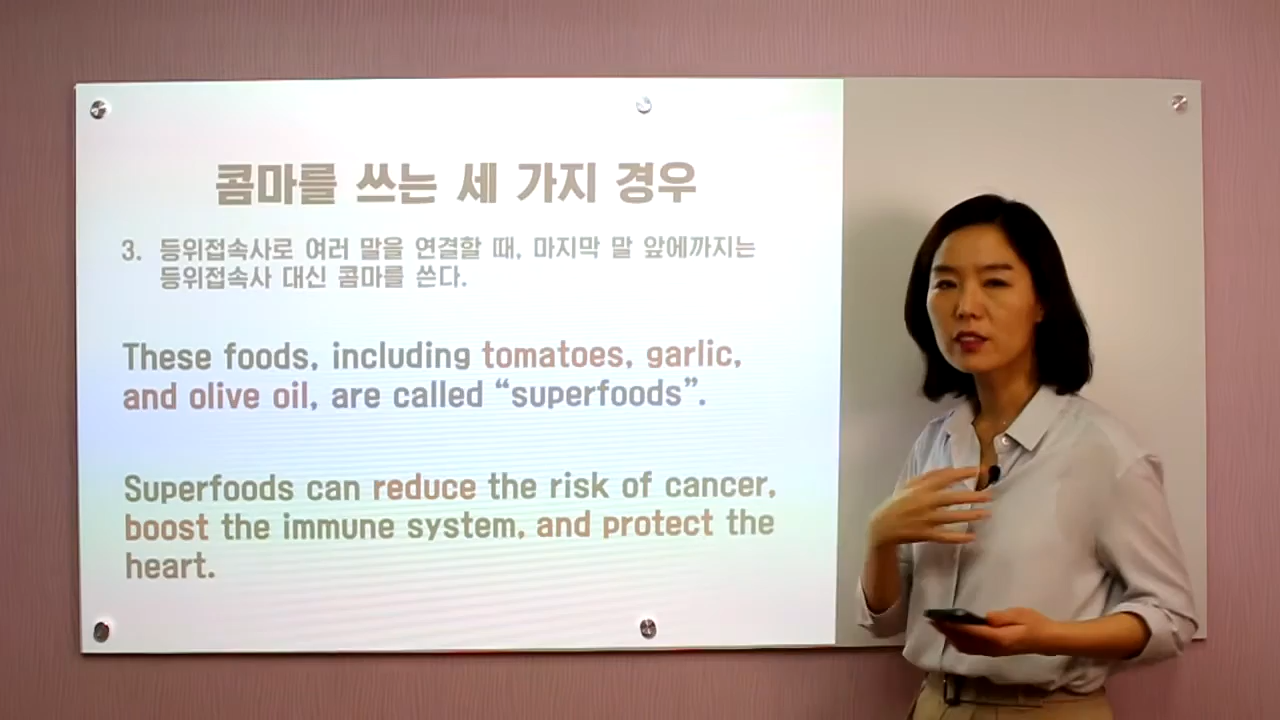 콤마를 쓰는 세 가지 경우
3. 등위접속사로 여러 말을 연결할 때, 마지막 말 앞에까지는
등위접속사 대신 콤마를 쓴다.
These foods, including tomatoes, garlic,
and olive oil, are called “superfoods”.
Superfoods can reduce the risk of cancer,
boost the immune system, and protect the
heart.